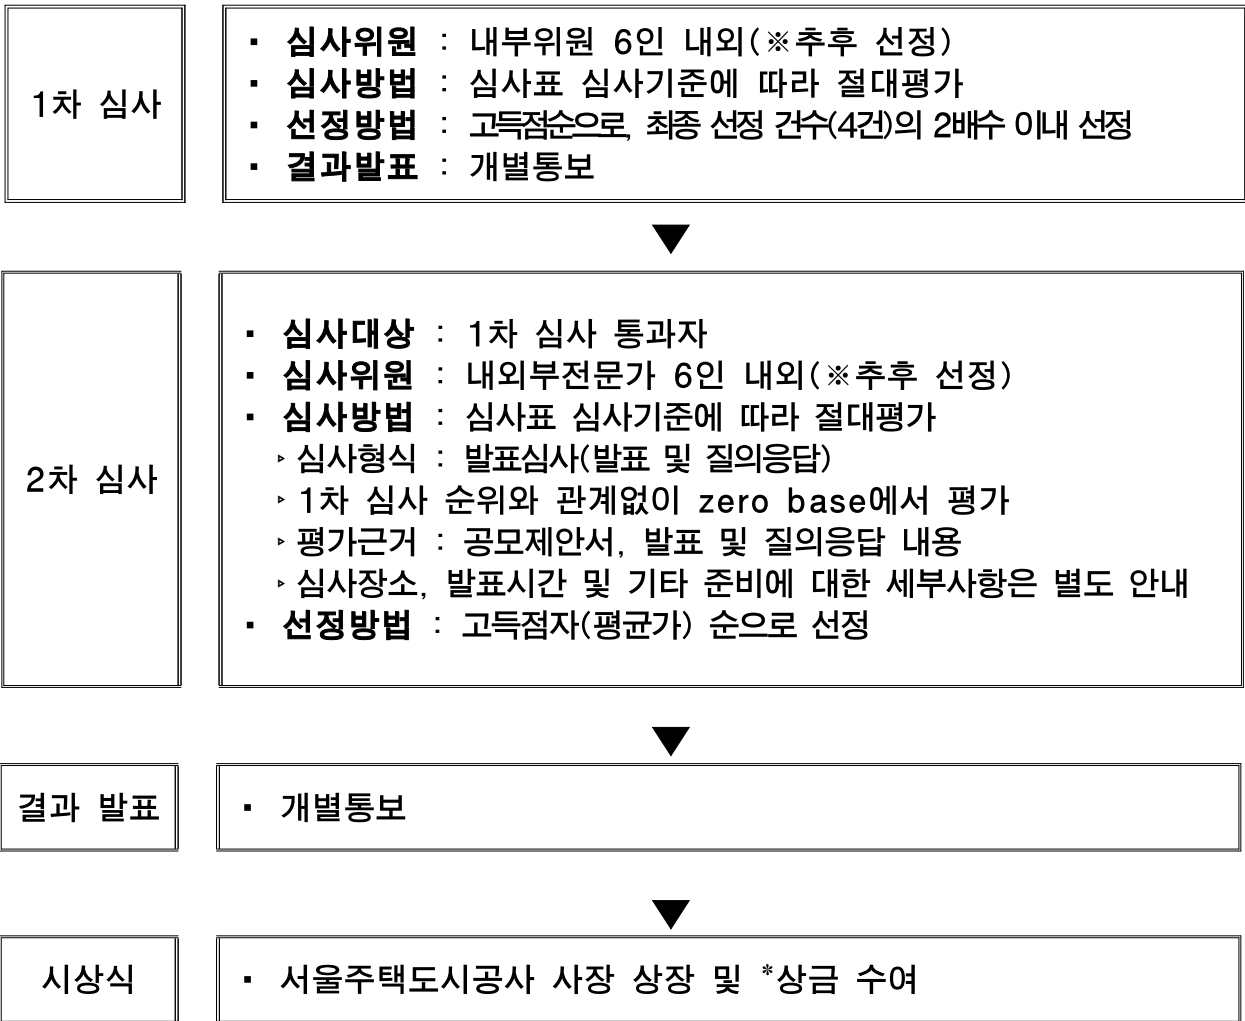 1차 심사
▪ 심사위원 : 내부위원 6인 내외(※추후 선정)
▪ 심사방법 : 심사표 심사기준에 따라 절대평가
▪ 선정방법 : 고득점순으로, 최종 선정 건수(4건)의 2배수 이내 선정
▪ 결과발표 : 개별통보
▼
2차 심사
▪ 심사대상 : 1차 심사 통과자
▪ 심사위원 : 내외부전문가 6인 내외(※추후 선정)
▪ 심사방법 : 심사표 심사기준에 따라 절대평가
▹심사형식 : 발표심사(발표 및 질의응답)
▹1차 심사 순위와 관계없이 zero base에서 평가
▹평가근거 : 공모제안서, 발표 및 질의응답 내용
▹심사장소, 발표시간 및 기타 준비에 대한 세부사항은 별도 안내
▪ 선정방법 : 고득점자(평균가) 순으로 선정
▼
결과 발표
▪ 개별통보
▼
시상식
▪ 서울주택도시공사 사장 상장 및 *상금 수여